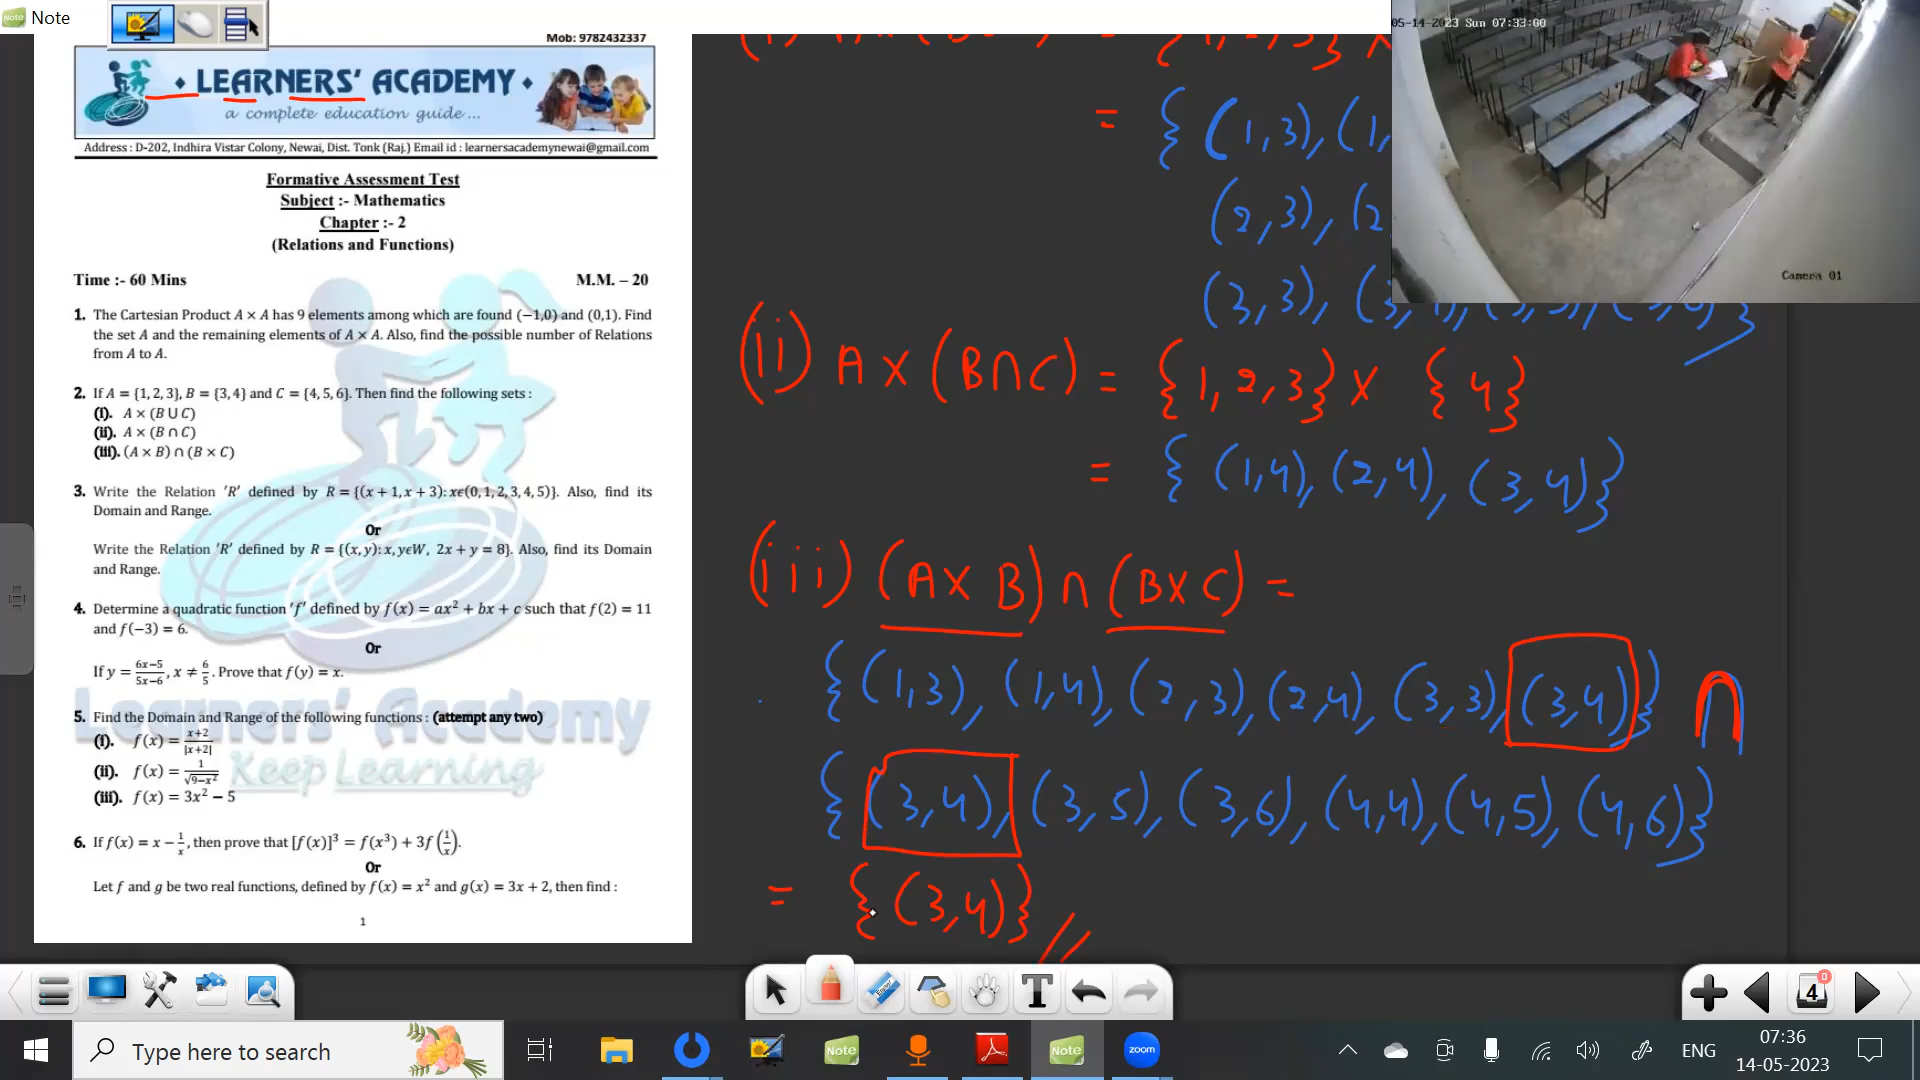 Note
Mob: 9782432337
LEARNERS' ACADEMY
a complete education guide ...
Address : D-202, Indhira Vistar Colony, Newai, Dist. Tonk (Raj.) Email id : learnersacademynewai@gmail.com
Formative Assessment Test
Subject :- Mathematics
Chapter :- 2
(Relations and Functions)
Time :- 60 Mins M.M. – 20
1. The Cartesian Product A × A has 9 elements among which are found (−1,0) and (0,1). Find
the set A and the remaining elements of A × A. Also, find the possible number of Relations
from A to A.
2. If A = {1, 2, 3}, B = {3, 4} and C = {4, 5, 6}. Then find the following sets :
(i). A × (B ∪ C)
(ii). A × (B ∩ C)
(iii). (A × B) ∩ (B × C)
3. Write the Relation 'R' defined by R = {(x + 1, x + 3): xϵ(0, 1, 2, 3, 4, 5)}. Also, find its
Domain and Range.
Or
Write the Relation 'R' defined by R = {(x, y): x, yϵW, 2x + y = 8}. Also, find its Domain
and Range.
4. Determine a quadratic function 'f' defined by f(x) = ax² + bx + c such that f(2) = 11
and f(−3) = 6.
Or
If y = (6x−5)/(5x−6), x ≠ 6/5. Prove that f(y) = x.
Learners' Academy
5. Find the Domain and Range of the following functions : (attempt any two)
(i). f(x) = (x+2)/|x+2|
(ii). f(x) = 1/√(9−x²)
Keep Learning
(iii). f(x) = 3x² − 5
6. If f(x) = x − 1/x, then prove that [f(x)]³ = f(x³) + 3f(1/x).
Or
Let f and g be two real functions, defined by f(x) = x² and g(x) = 3x + 2, then find :
1
= { (1,3), (1,
(2,3), (2
(3,3), (3,
(ii) A × (B∩C) = {1,2,3} × {4}
= { (1,4), (2,4), (3,4)}
(iii) (A × B) ∩ (B×C) =
{ (1,3), (1,4), (2,3), (2,4), (3,3), (3,4)} ∩
{ (3,4), (3,5), (3,6), (4,4), (4,5), (4,6)}
= { (3,4)} //
05-14-2023 Sun 07:33:00
Camera 01
Eraser
T
0
4
Type here to search
Note
Note
zoom
ENG
07:36
14-05-2023